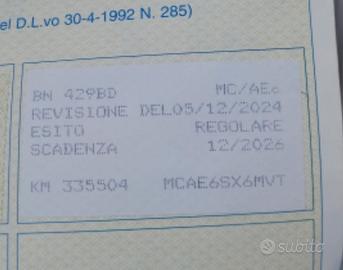 el D.L.vo 30-4-1992 N. 285)
BN 429BD MC/AE6
REVISIONE DEL05/12/2024
ESITO REGOLARE
SCADENZA 12/2026
KM 335504 MCAE6SX6MVT
subito